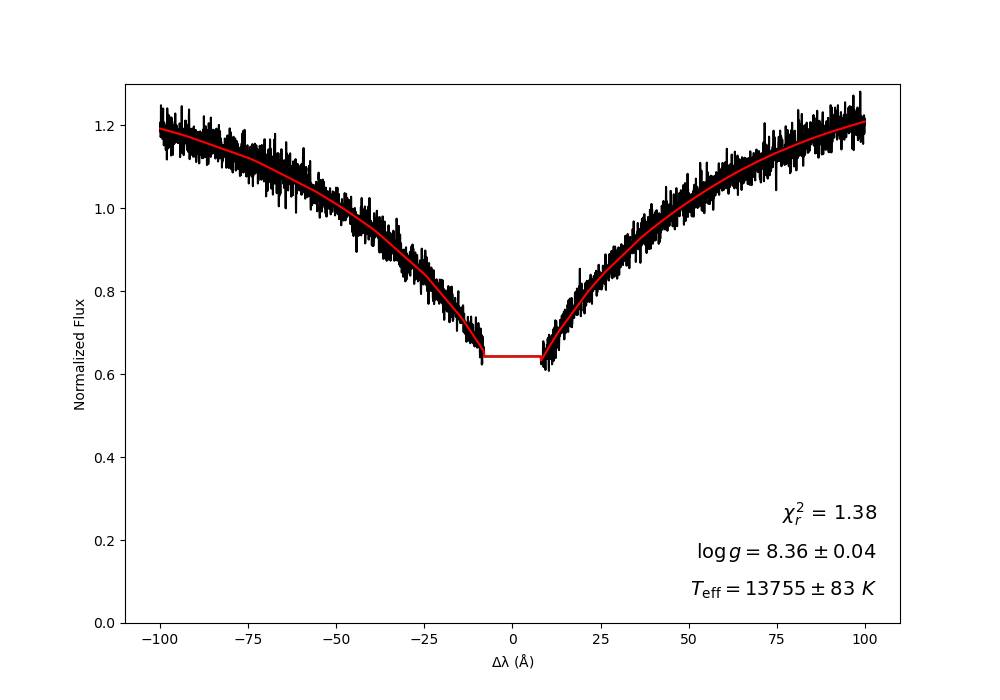 1.2
1.0
0.8
0.6
0.4
0.2
0.0
Normalized Flux
χ²ᵣ = 1.38
log g = 8.36 ± 0.04
T_eff = 13755 ± 83 K
−100 −75 −50 −25 0 25 50 75 100
Δλ (Å)